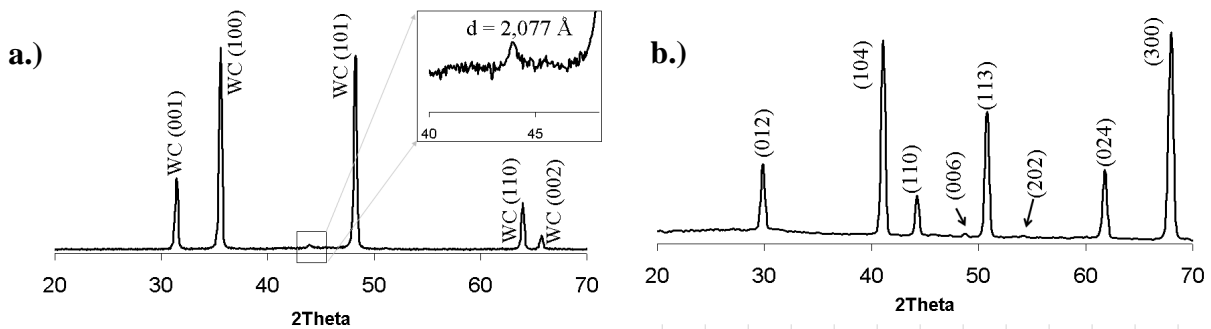 a.)
WC (001)
WC (100)
WC (101)
WC (110)
WC (002)
d = 2,077 Å
40
45
20
30
40
50
60
70
2Theta
b.)
(012)
(104)
(110)
(006)
(113)
(202)
(024)
(300)
20
30
40
50
60
70
2Theta